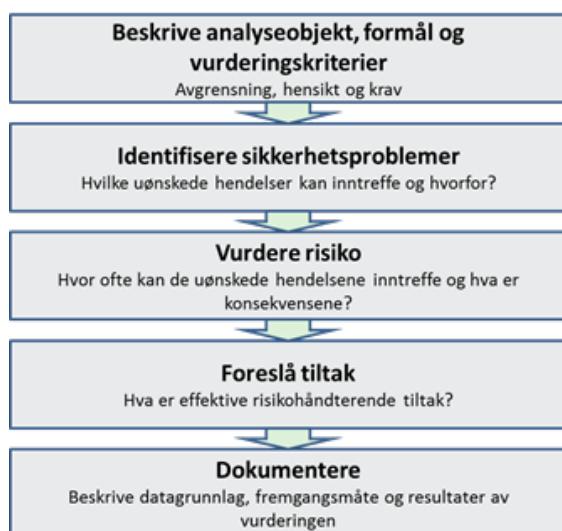 Beskrive analyseobjekt, formål og
vurderingskriterier
Avgrensning, hensikt og krav
Identifisere sikkerhetsproblemer
Hvilke uønskede hendelser kan inntreffe og hvorfor?
Vurdere risiko
Hvor ofte kan de uønskede hendelsene inntreffe og hva er
konsekvensene?
Foreslå tiltak
Hva er effektive risikohåndterende tiltak?
Dokumentere
Beskrive datagrunnlag, fremgangsmåte og resultater av
vurderingen